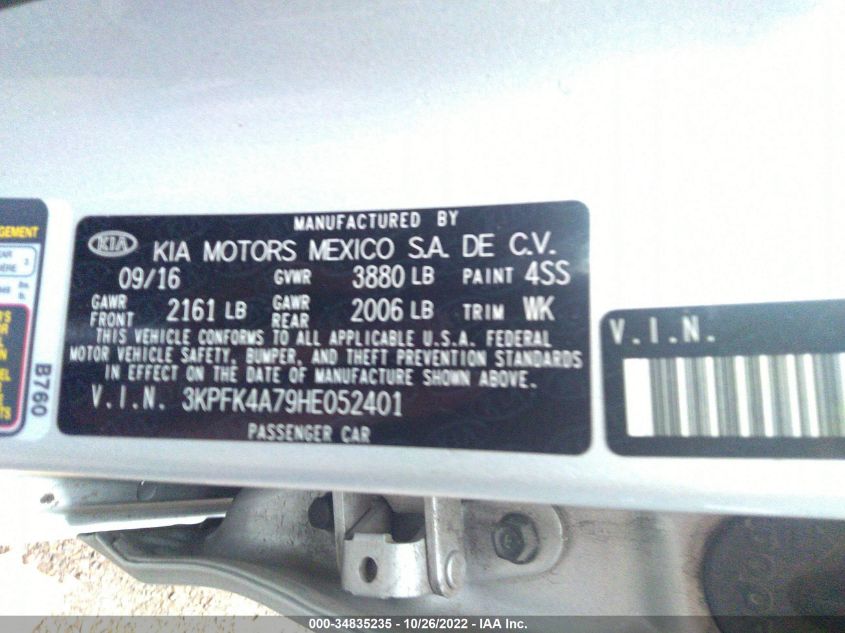 MANUFACTURED BY
KIA KIA MOTORS MEXICO S.A. DE C.V.
09/16 GVWR 3880 LB PAINT 4SS
GAWR FRONT 2161 LB GAWR REAR 2006 LB TRIM WK
THIS VEHICLE CONFORMS TO ALL APPLICABLE U.S.A. FEDERAL
MOTOR VEHICLE SAFETY, BUMPER, AND THEFT PREVENTION STANDARDS
IN EFFECT ON THE DATE OF MANUFACTURE SHOWN ABOVE.
V.I.N. 3KPFK4A79HE052401
PASSENGER CAR
B760
V.I.N.
000-34835235 - 10/26/2022 - IAA Inc.